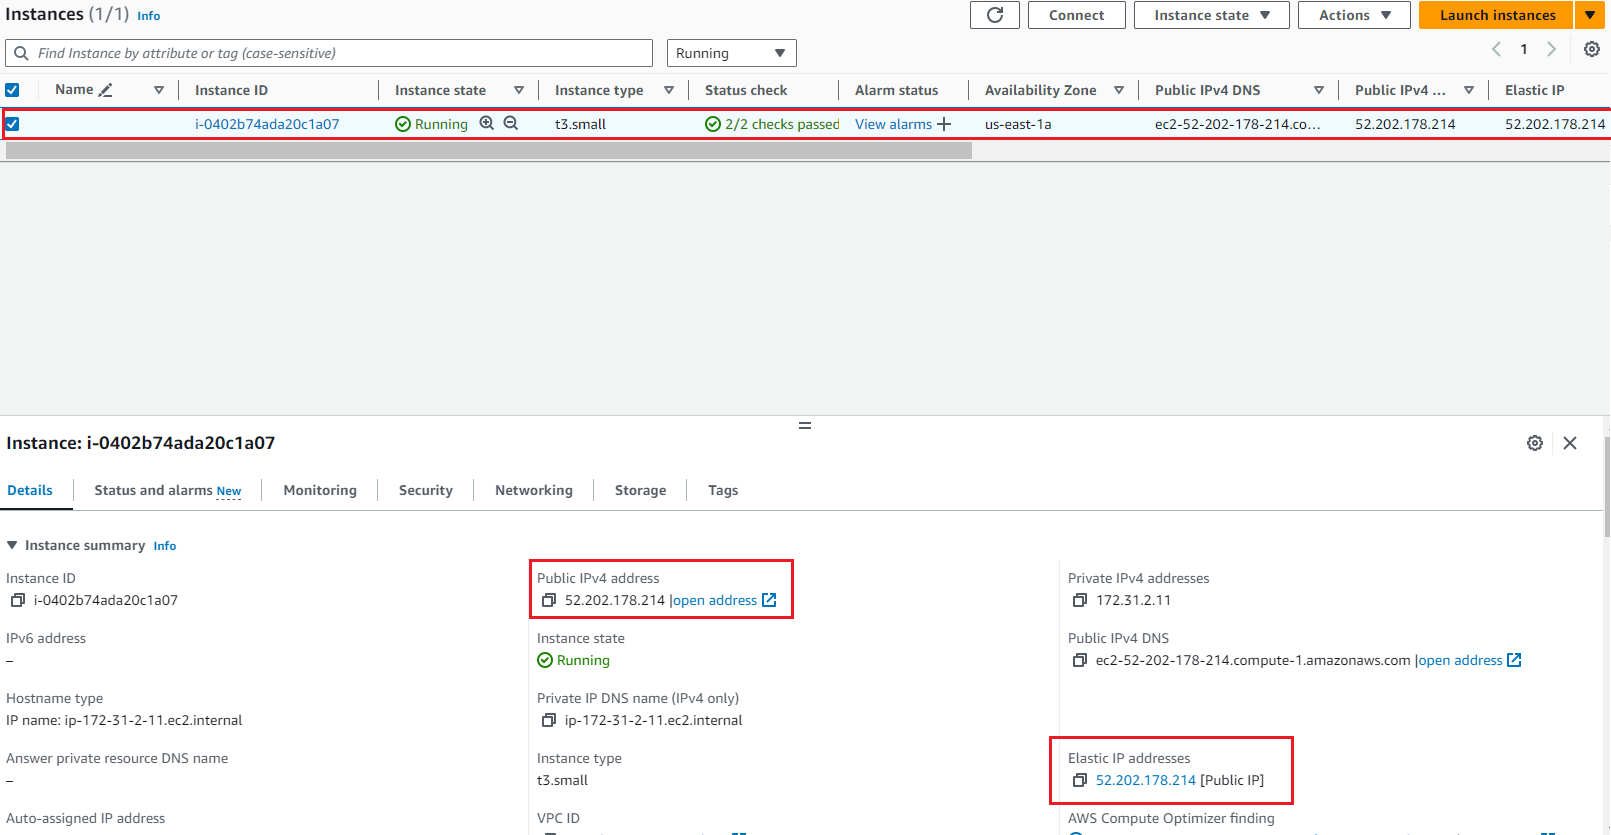 Instances (1/1) Info
Connect Instance state Actions Launch instances
Find Instance by attribute or tag (case-sensitive) Running 1
Name Instance ID Instance state Instance type Status check Alarm status Availability Zone Public IPv4 DNS Public IPv4 ... Elastic IP
i-0402b74ada20c1a07 Running t3.small 2/2 checks passed View alarms + us-east-1a ec2-52-202-178-214.co... 52.202.178.214 52.202.178.214
Instance: i-0402b74ada20c1a07
Details Status and alarms New Monitoring Security Networking Storage Tags
Instance summary Info
Instance ID Public IPv4 address Private IPv4 addresses
i-0402b74ada20c1a07 52.202.178.214 |open address 172.31.2.11
IPv6 address Instance state Public IPv4 DNS
– Running ec2-52-202-178-214.compute-1.amazonaws.com |open address
Hostname type Private IP DNS name (IPv4 only)
IP name: ip-172-31-2-11.ec2.internal ip-172-31-2-11.ec2.internal
Answer private resource DNS name Instance type Elastic IP addresses
– t3.small 52.202.178.214 [Public IP]
Auto-assigned IP address VPC ID AWS Compute Optimizer finding